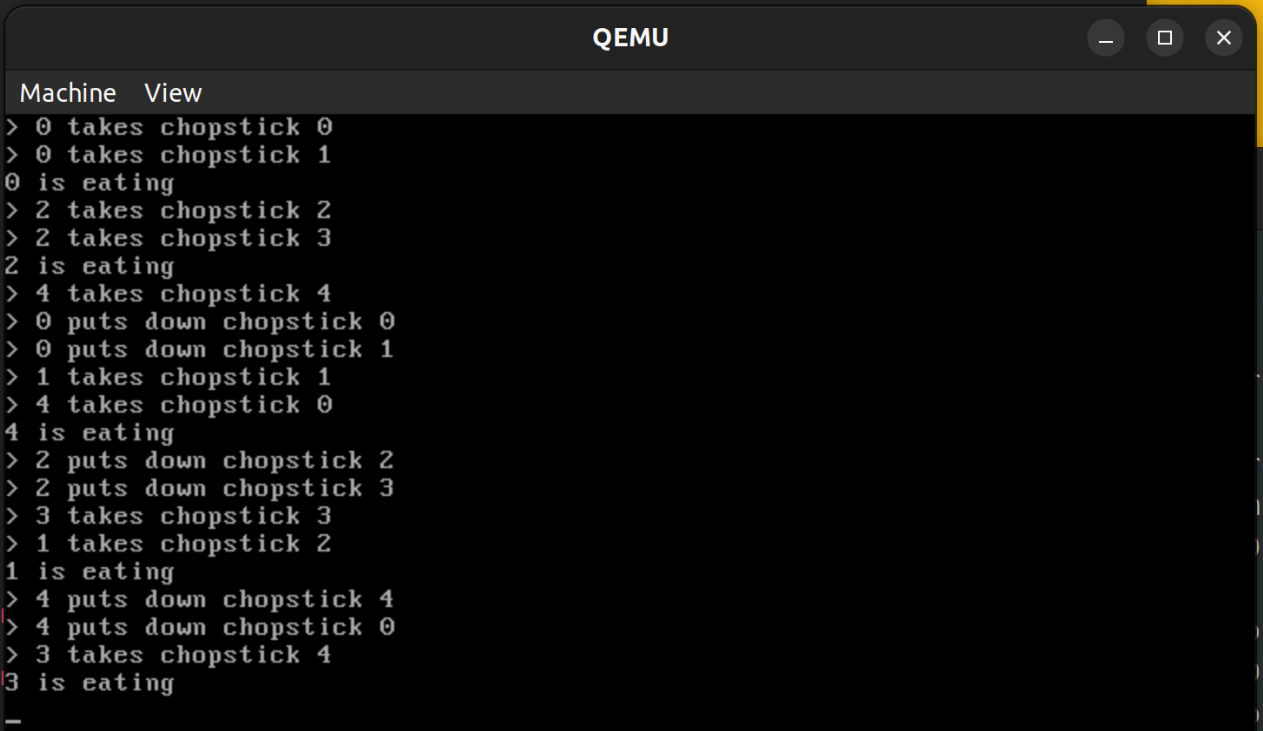 QEMU
Machine View
> 0 takes chopstick 0
> 0 takes chopstick 1
0 is eating
> 2 takes chopstick 2
> 2 takes chopstick 3
2 is eating
> 4 takes chopstick 4
> 0 puts down chopstick 0
> 0 puts down chopstick 1
> 1 takes chopstick 1
> 4 takes chopstick 0
4 is eating
> 2 puts down chopstick 2
> 2 puts down chopstick 3
> 3 takes chopstick 3
> 1 takes chopstick 2
1 is eating
> 4 puts down chopstick 4
> 4 puts down chopstick 0
> 3 takes chopstick 4
3 is eating
_